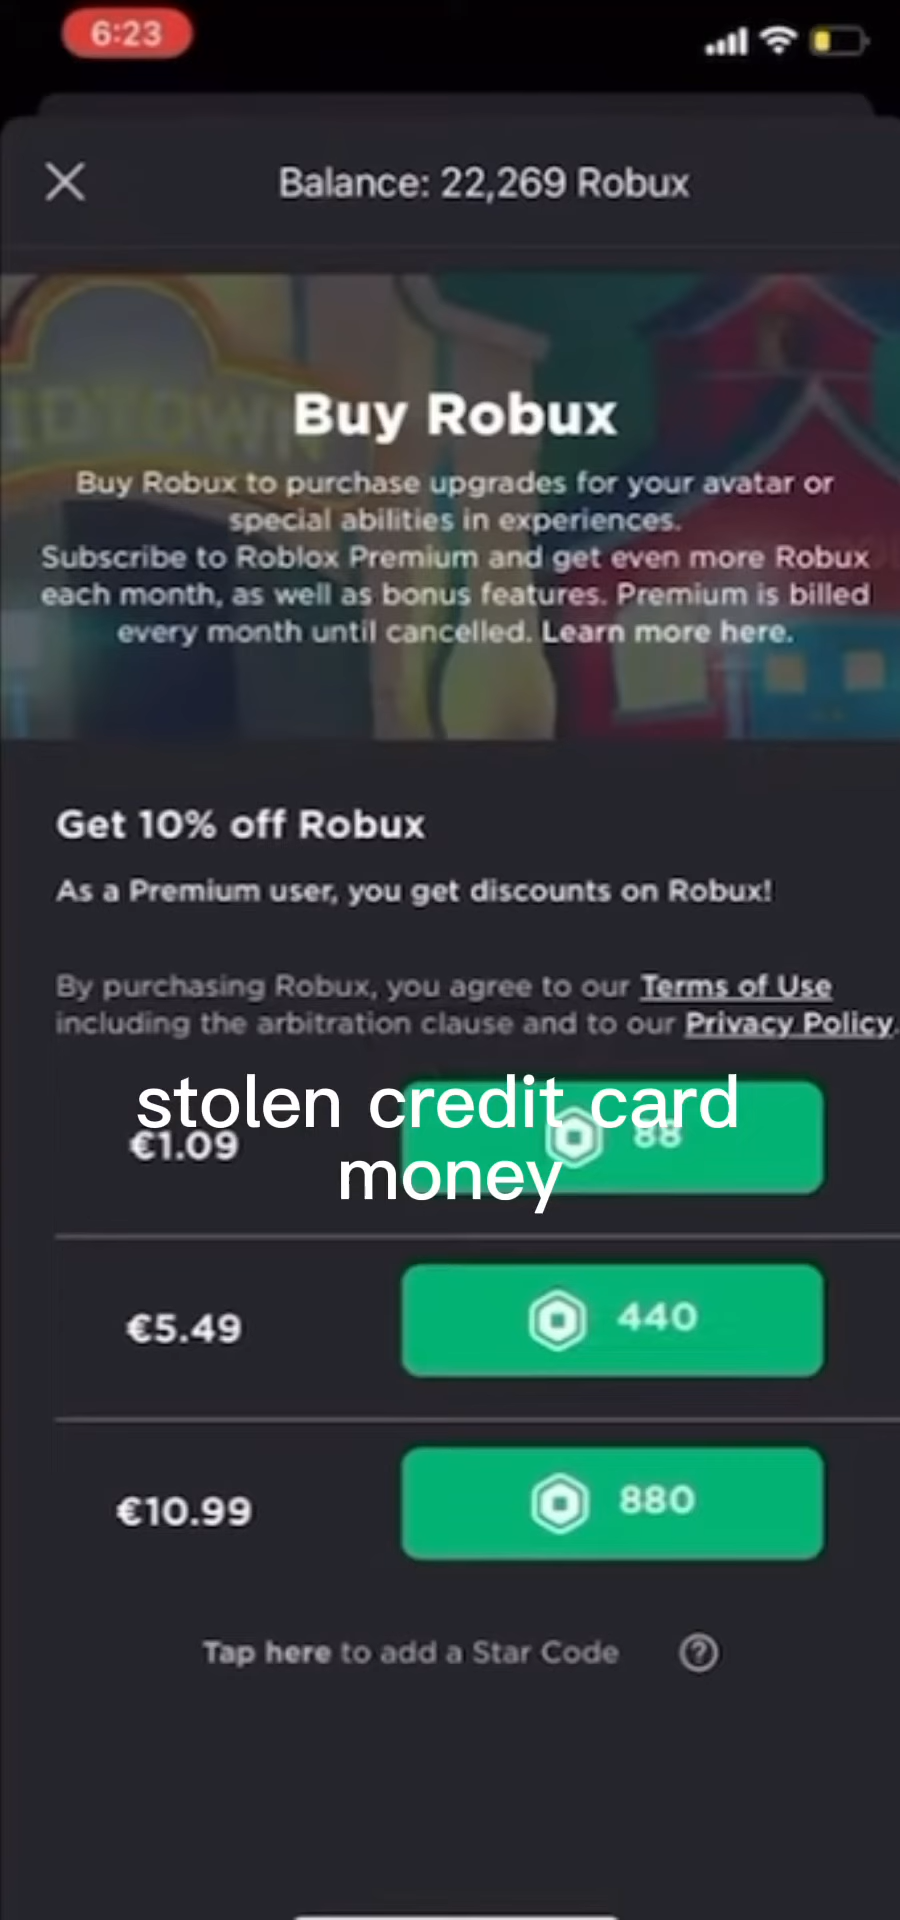 6:23
Balance: 22,269 Robux
IDTOWN
Buy Robux
Buy Robux to purchase upgrades for your avatar or
special abilities in experiences.
Subscribe to Roblox Premium and get even more Robux
each month, as well as bonus features. Premium is billed
every month until cancelled. Learn more here.
Get 10% off Robux
As a Premium user, you get discounts on Robux!
By purchasing Robux, you agree to our Terms of Use
including the arbitration clause and to our Privacy Policy.
stolen credit card
money
€1.09 88
€5.49 440
€10.99 880
Tap here to add a Star Code ?